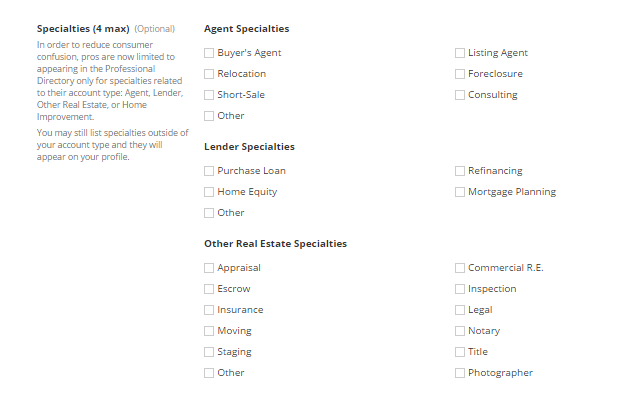 Specialties (4 max) (Optional)
In order to reduce consumer
confusion, pros are now limited to
appearing in the Professional
Directory only for specialties related
to their account type: Agent, Lender,
Other Real Estate, or Home
Improvement.
You may still list specialties outside of
your account type and they will
appear on your profile.
Agent Specialties
Buyer's Agent
Listing Agent
Relocation
Foreclosure
Short-Sale
Consulting
Other
Lender Specialties
Purchase Loan
Refinancing
Home Equity
Mortgage Planning
Other
Other Real Estate Specialties
Appraisal
Commercial R.E.
Escrow
Inspection
Insurance
Legal
Moving
Notary
Staging
Title
Other
Photographer